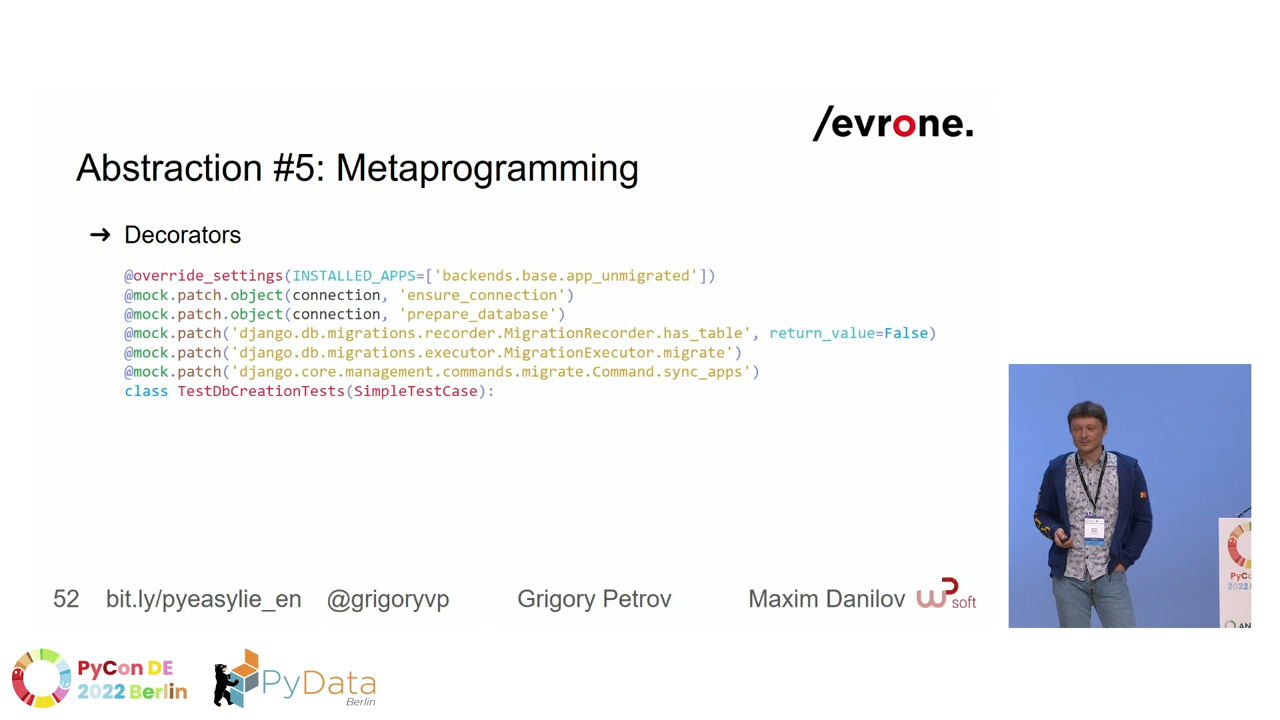 /evrone.
Abstraction #5: Metaprogramming
➔ Decorators
@override_settings(INSTALLED_APPS=['backends.base.app_unmigrated'])
@mock.patch.object(connection, 'ensure_connection')
@mock.patch.object(connection, 'prepare_database')
@mock.patch('django.db.migrations.recorder.MigrationRecorder.has_table', return_value=False)
@mock.patch('django.db.migrations.executor.MigrationExecutor.migrate')
@mock.patch('django.core.management.commands.migrate.Command.sync_apps')
class TestDbCreationTests(SimpleTestCase):
52 bit.ly/pyeasylie_en @grigoryvp Grigory Petrov Maxim Danilov wPsoft
PyCon DE
2022 Berlin
PyData
Berlin